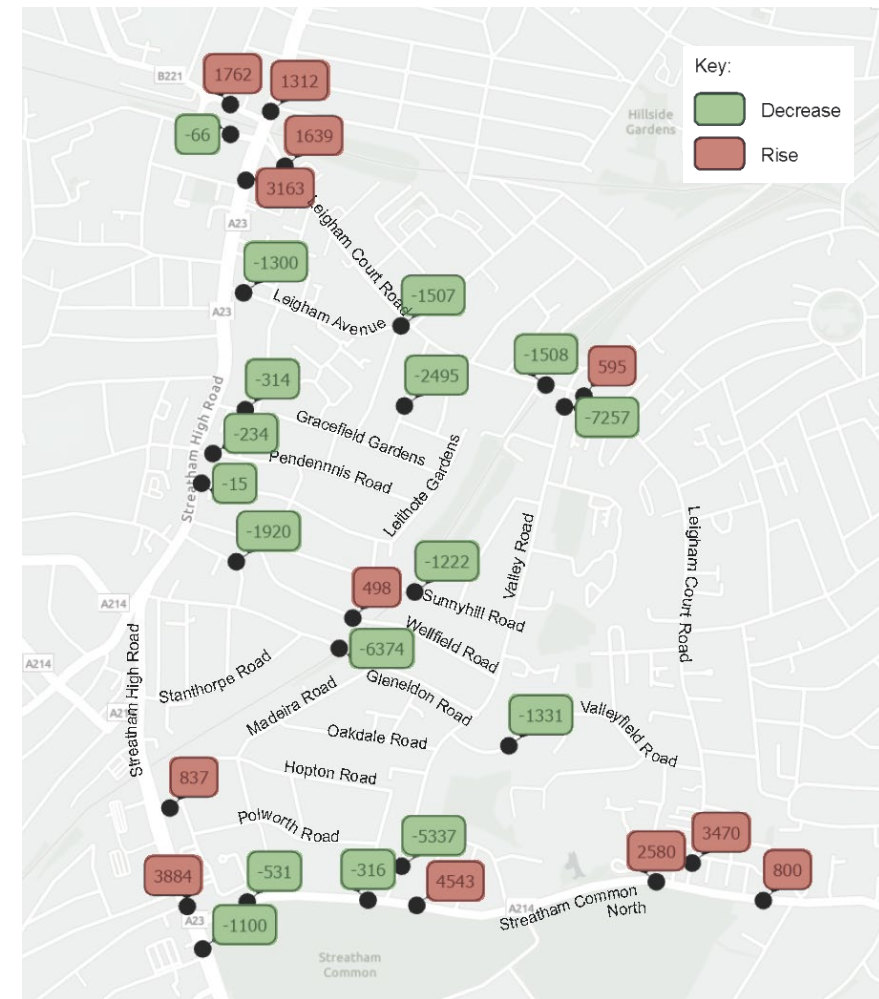 Key:
Decrease
Rise
B221
1762
1312
-66
1639
3163
Hillside
Gardens
A23
Leigham Court Road
-1300
Leigham Avenue
-1507
A23
-1508
595
-7257
-314
-2495
-234
Gracefield Gardens
Pendennnis Road
Streatham High Road
-15
Leithote Gardens
-1920
Valley Road
Leigham Court Road
-1222
498
Sunnyhill Road
A214
Wellfield Road
-6374
A214
Streatham High Road
Stanthorpe Road
Madeira Road
Gleneldon Road
-1331
Valleyfield Road
Oakdale Road
837
Hopton Road
Polworth Road
-5337
2580
3470
3884
-531
-316
4543
800
A23
-1100
A214
Streatham Common
North
Streatham
Common